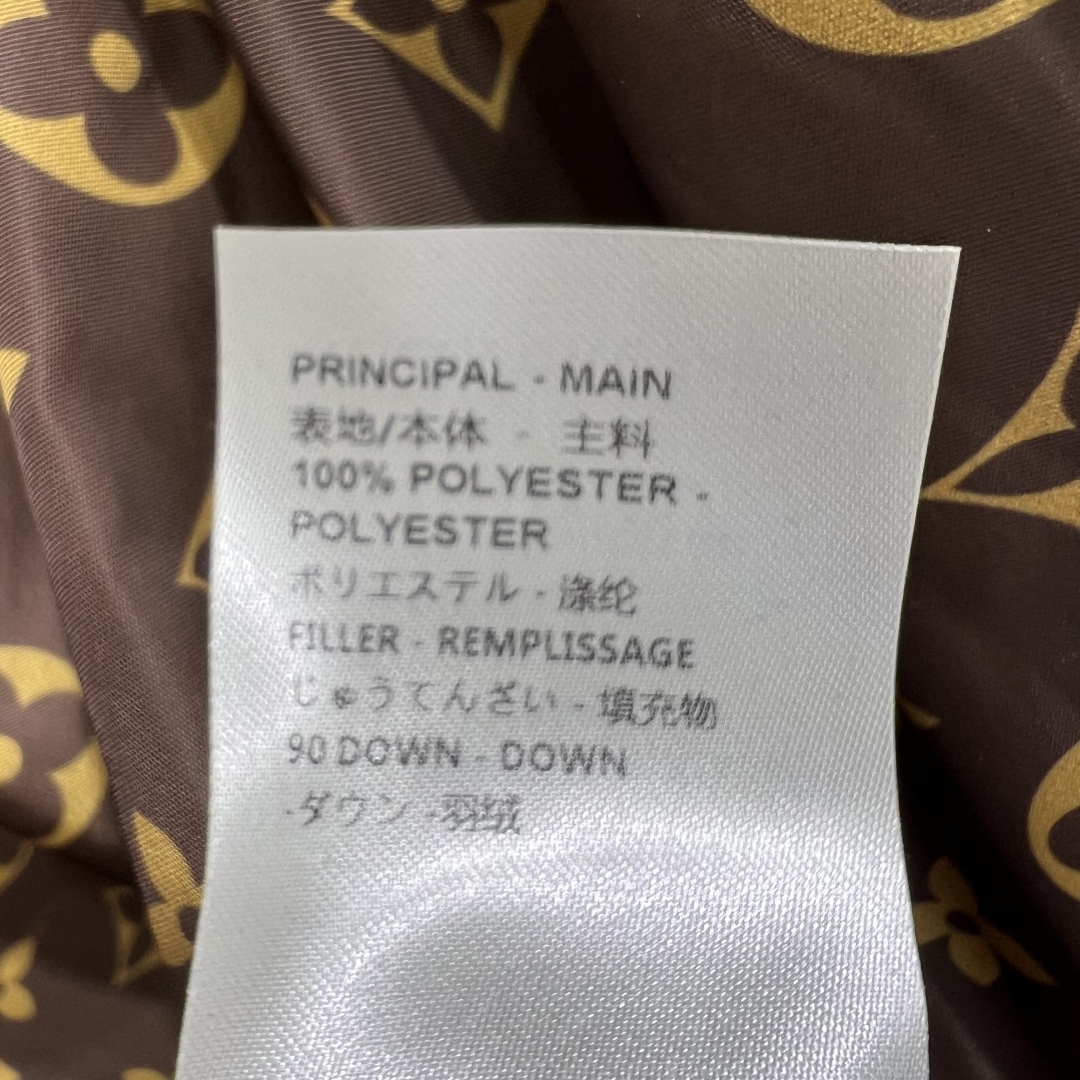 PRINCIPAL - MAIN
表地/本体 - 主料
100% POLYESTER -
POLYESTER
ポリエステル - 涤纶
FILLER - REMPLISSAGE
じゅうてんざい - 填充物
90 DOWN - DOWN
-ダウン -羽绒